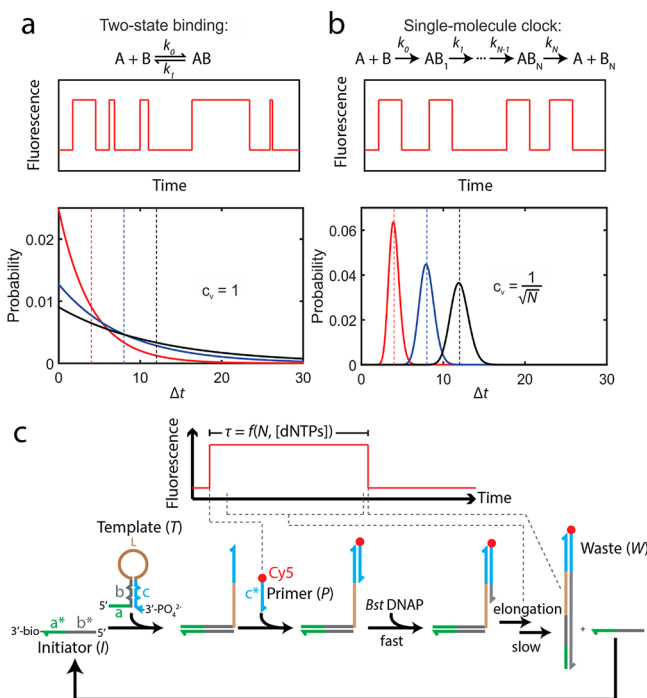 a
Two-state binding:
A + B k0 ⇌ k1 AB
Fluorescence
Time
Probability
0.02
0.01
0
cv = 1
0 10 20 30
Δt
b
Single-molecule clock:
A + B k0→ AB1 k1→ ··· kN-1→ ABN kN→ A + BN
Fluorescence
Time
Probability
0.06
0.04
0.02
0
cv = 1/√N
0 10 20 30
Δt
c
Fluorescence
τ = f(N, [dNTPs])
Time
Template (T)
L
b c
5' a 3'-PO42-
3'-bio a* b* 5'
Initiator (I)
Cy5
c* Primer (P)
Bst DNAP
fast
elongation
slow
Waste (W)
+